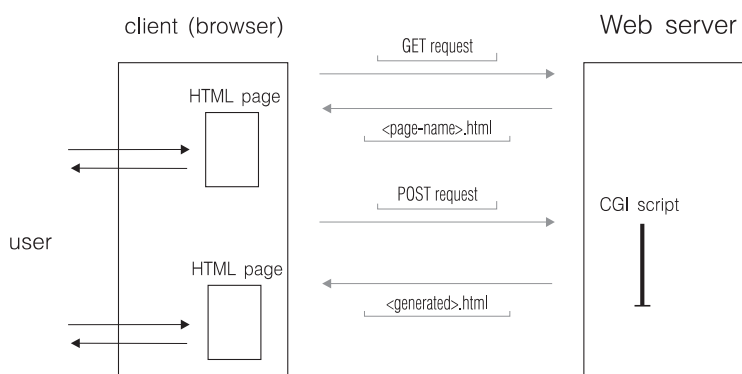 client (browser)
Web server
GET request
HTML page
<page-name>.html
POST request
CGI script
user
HTML page
<generated>.html